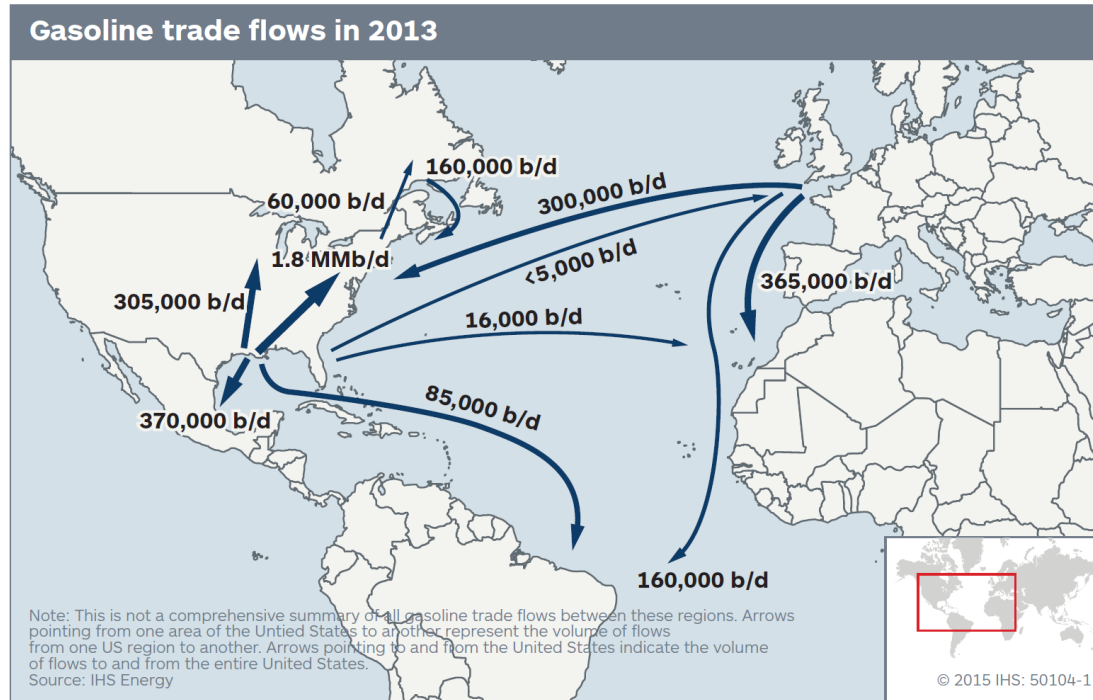 Gasoline trade flows in 2013
160,000 b/d
60,000 b/d
300,000 b/d
1.8 MMb/d
<5,000 b/d
365,000 b/d
305,000 b/d
16,000 b/d
85,000 b/d
370,000 b/d
160,000 b/d
Note: This is not a comprehensive summary of all gasoline trade flows between these regions. Arrows
pointing from one area of the Untied States to another represent the volume of flows
from one US region to another. Arrows pointing to and from the United States indicate the volume
of flows to and from the entire United States.
Source: IHS Energy
© 2015 IHS: 50104-1